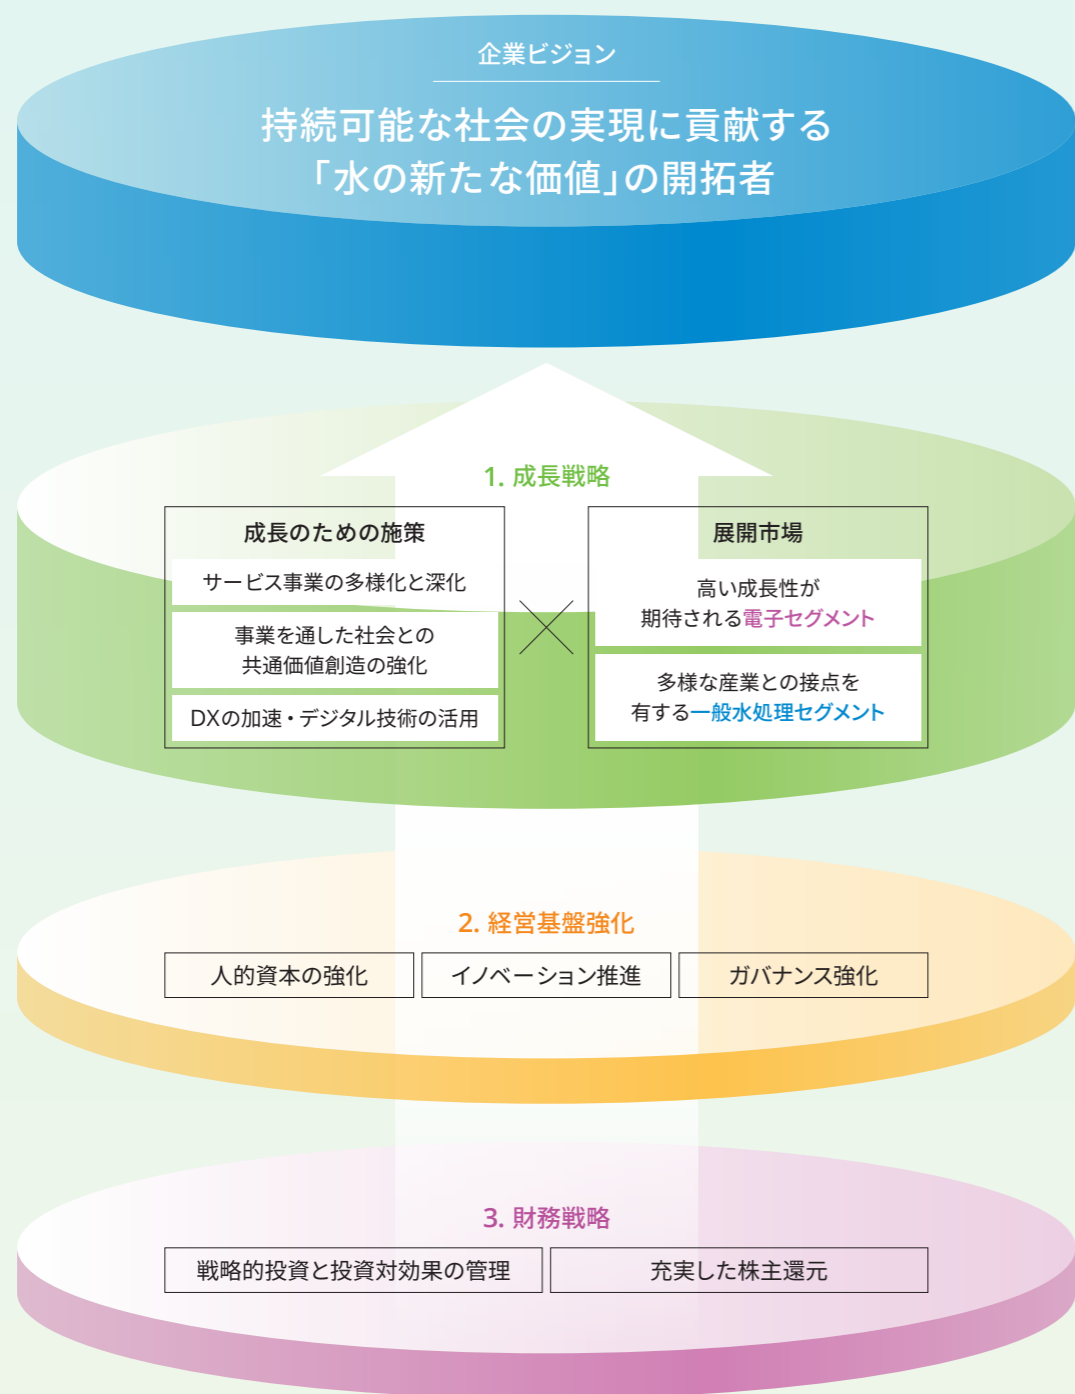 企業ビジョン
持続可能な社会の実現に貢献する
「水の新たな価値」の開拓者
1. 成長戦略
成長のための施策
サービス事業の多様化と深化
事業を通した社会との
共通価値創造の強化
DXの加速・デジタル技術の活用
展開市場
高い成長性が
期待される電子セグメント
多様な産業との接点を
有する一般水処理セグメント
2. 経営基盤強化
人的資本の強化
イノベーション推進
ガバナンス強化
3. 財務戦略
戦略的投資と投資対効果の管理
充実した株主還元